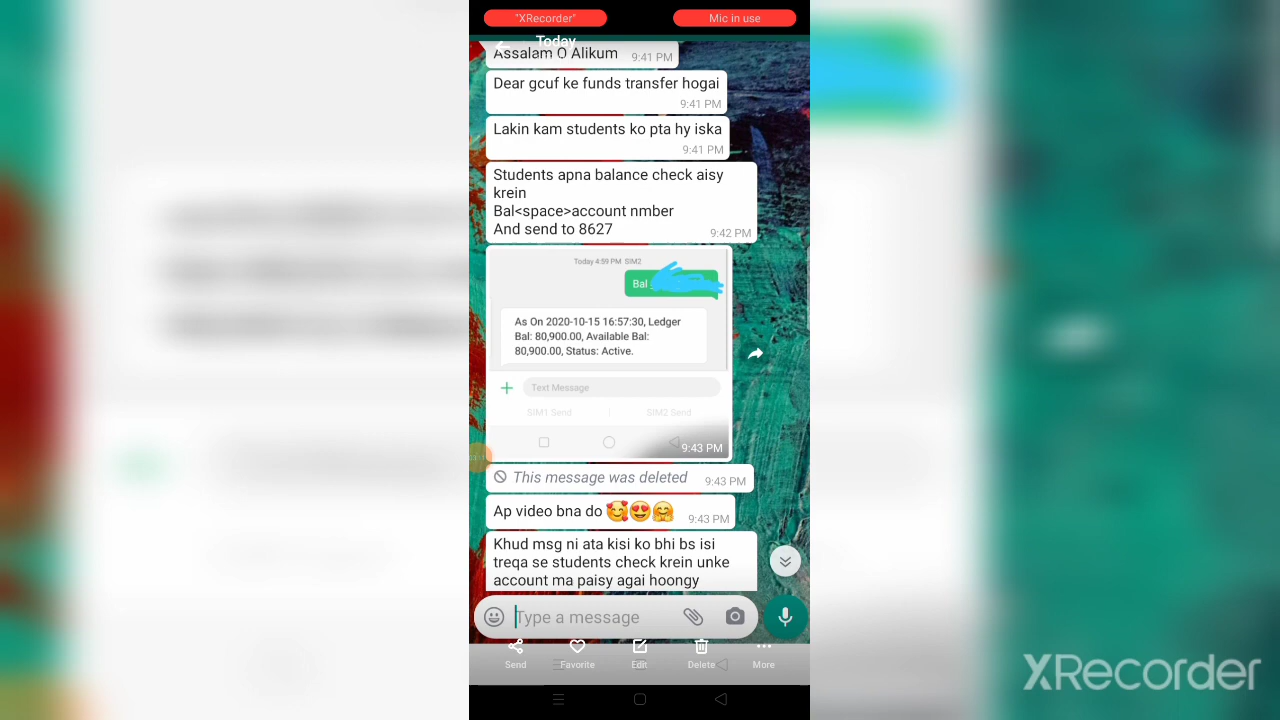 "XRecorder"
Mic in use
Today
Assalam O Alikum
9:41 PM
Dear gcuf ke funds transfer hogai
9:41 PM
Lakin kam students ko pta hy iska
9:41 PM
Students apna balance check aisy
krein
Bal<space>account nmber
And send to 8627
9:42 PM
Today 4:59 PM SIM2
Bal
As On 2020-10-15 16:57:30, Ledger
Bal: 80,900.00, Available Bal:
80,900.00, Status: Active.
Text Message
SIM1 Send
SIM2 Send
9:43 PM
This message was deleted
9:43 PM
Ap video bna do 🥰😍🤗
9:43 PM
Khud msg ni ata kisi ko bhi bs isi
treqa se students check krein unke
account ma paisy agai hoongy
Type a message
Send
Favorite
Edit
Delete
More
XRecorder